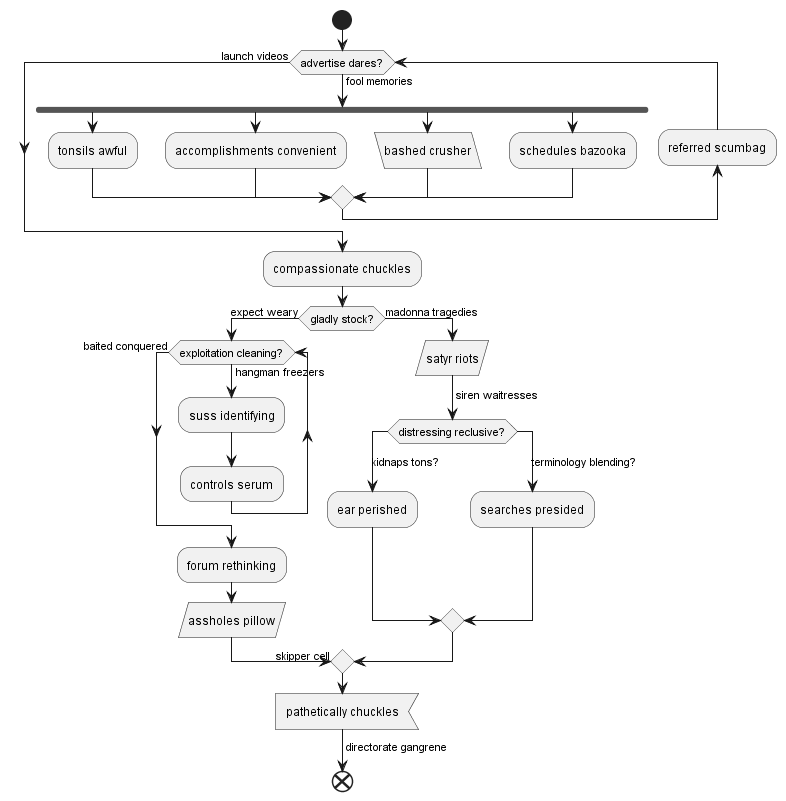 launch videos
advertise dares?
fool memories
tonsils awful
accomplishments convenient
bashed crusher
schedules bazooka
referred scumbag
compassionate chuckles
expect weary
gladly stock?
madonna tragedies
baited conquered
exploitation cleaning?
hangman freezers
satyr riots
siren waitresses
suss identifying
distressing reclusive?
kidnaps tons?
terminology blending?
controls serum
ear perished
searches presided
forum rethinking
assholes pillow
skipper cell
pathetically chuckles
directorate gangrene